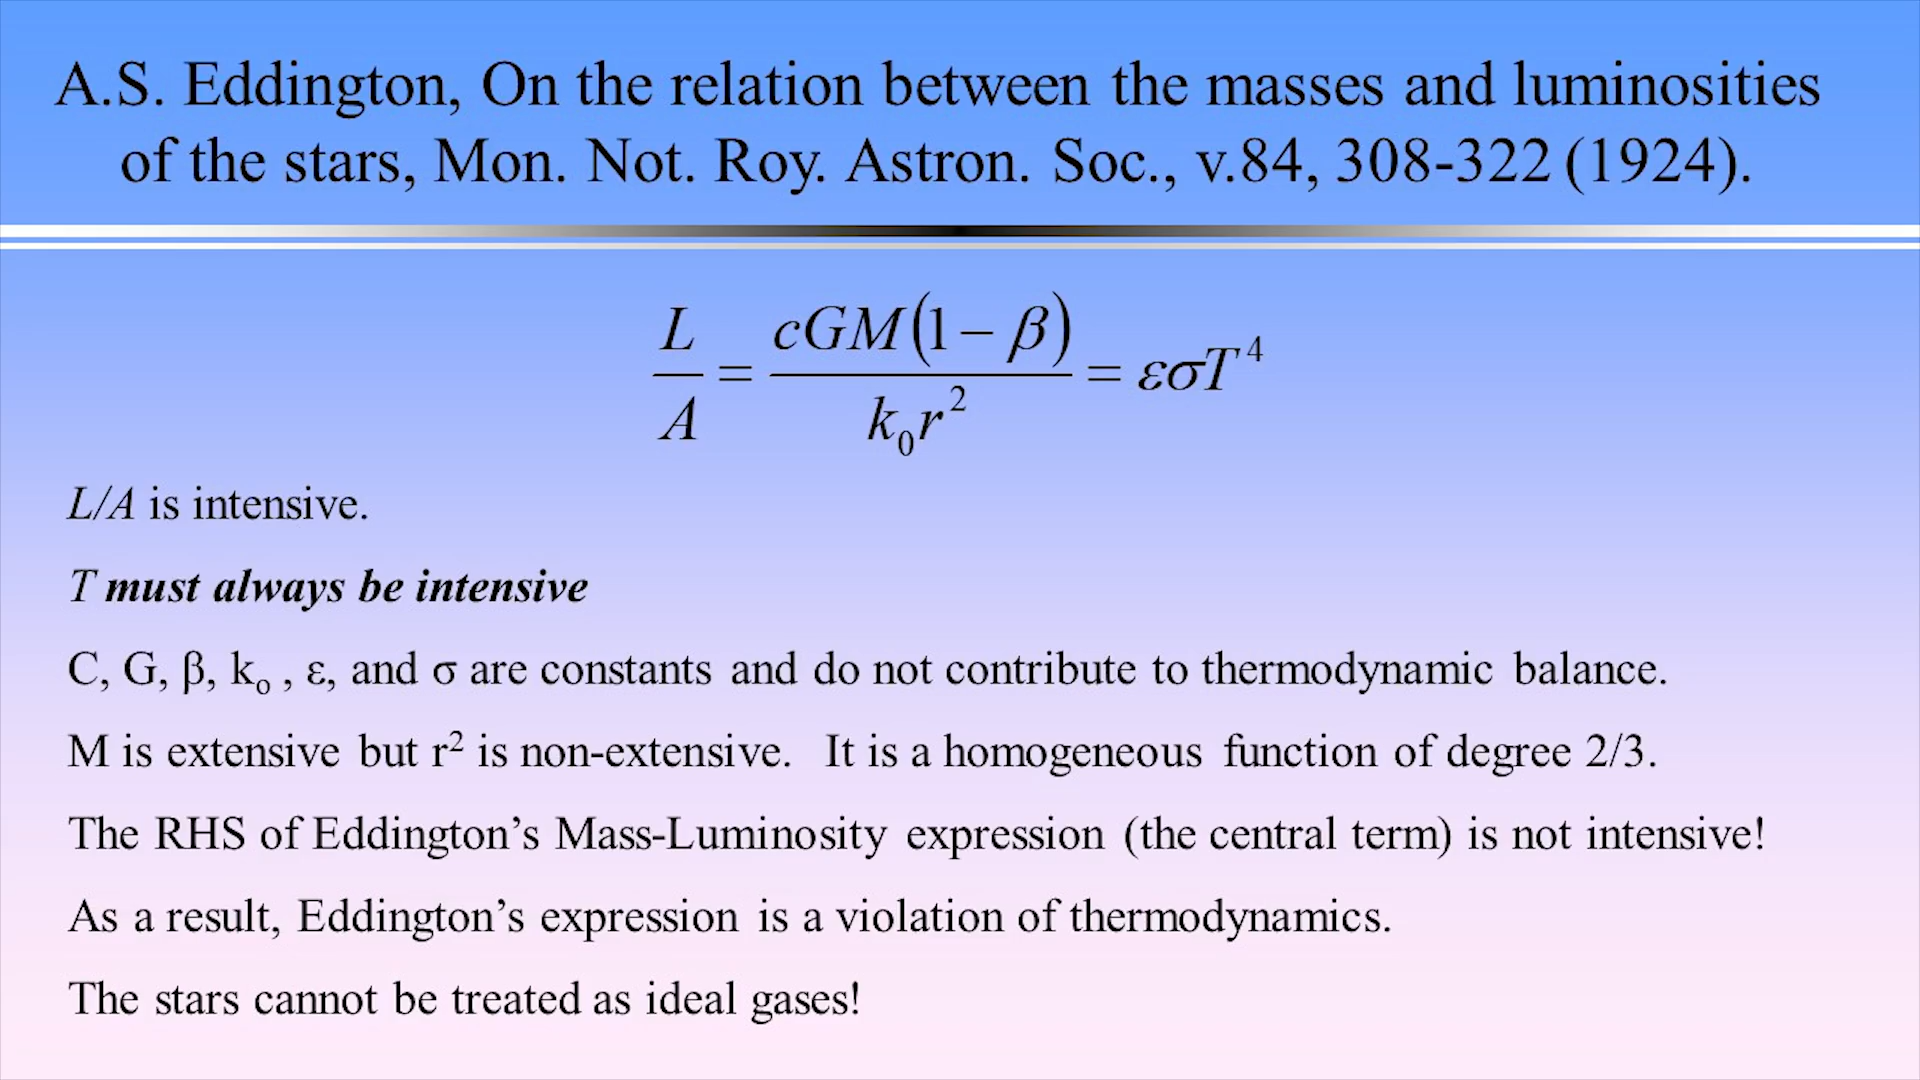 A.S. Eddington, On the relation between the masses and luminosities
of the stars, Mon. Not. Roy. Astron. Soc., v.84, 308-322 (1924).
L/A = cGM(1 − β)/k₀r² = εσT⁴
L/A is intensive.
T must always be intensive
C, G, β, kₒ , ε, and σ are constants and do not contribute to thermodynamic balance.
M is extensive but r² is non-extensive. It is a homogeneous function of degree 2/3.
The RHS of Eddington’s Mass-Luminosity expression (the central term) is not intensive!
As a result, Eddington’s expression is a violation of thermodynamics.
The stars cannot be treated as ideal gases!